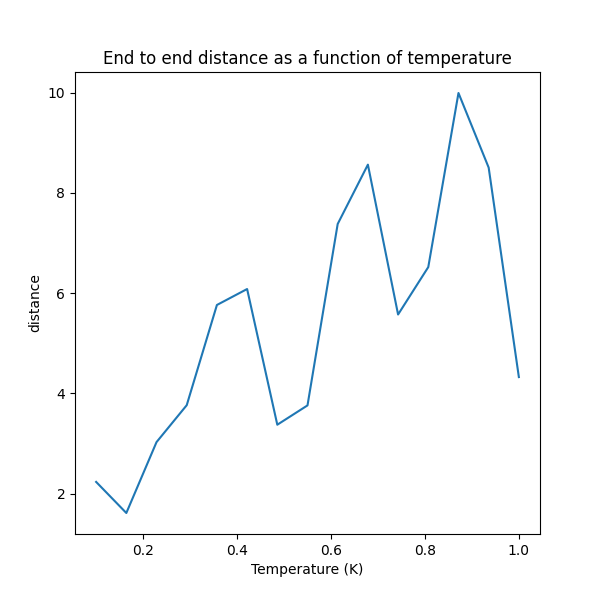 End to end distance as a function of temperature
10
8
6
4
2
distance
0.2 0.4 0.6 0.8 1.0
Temperature (K)